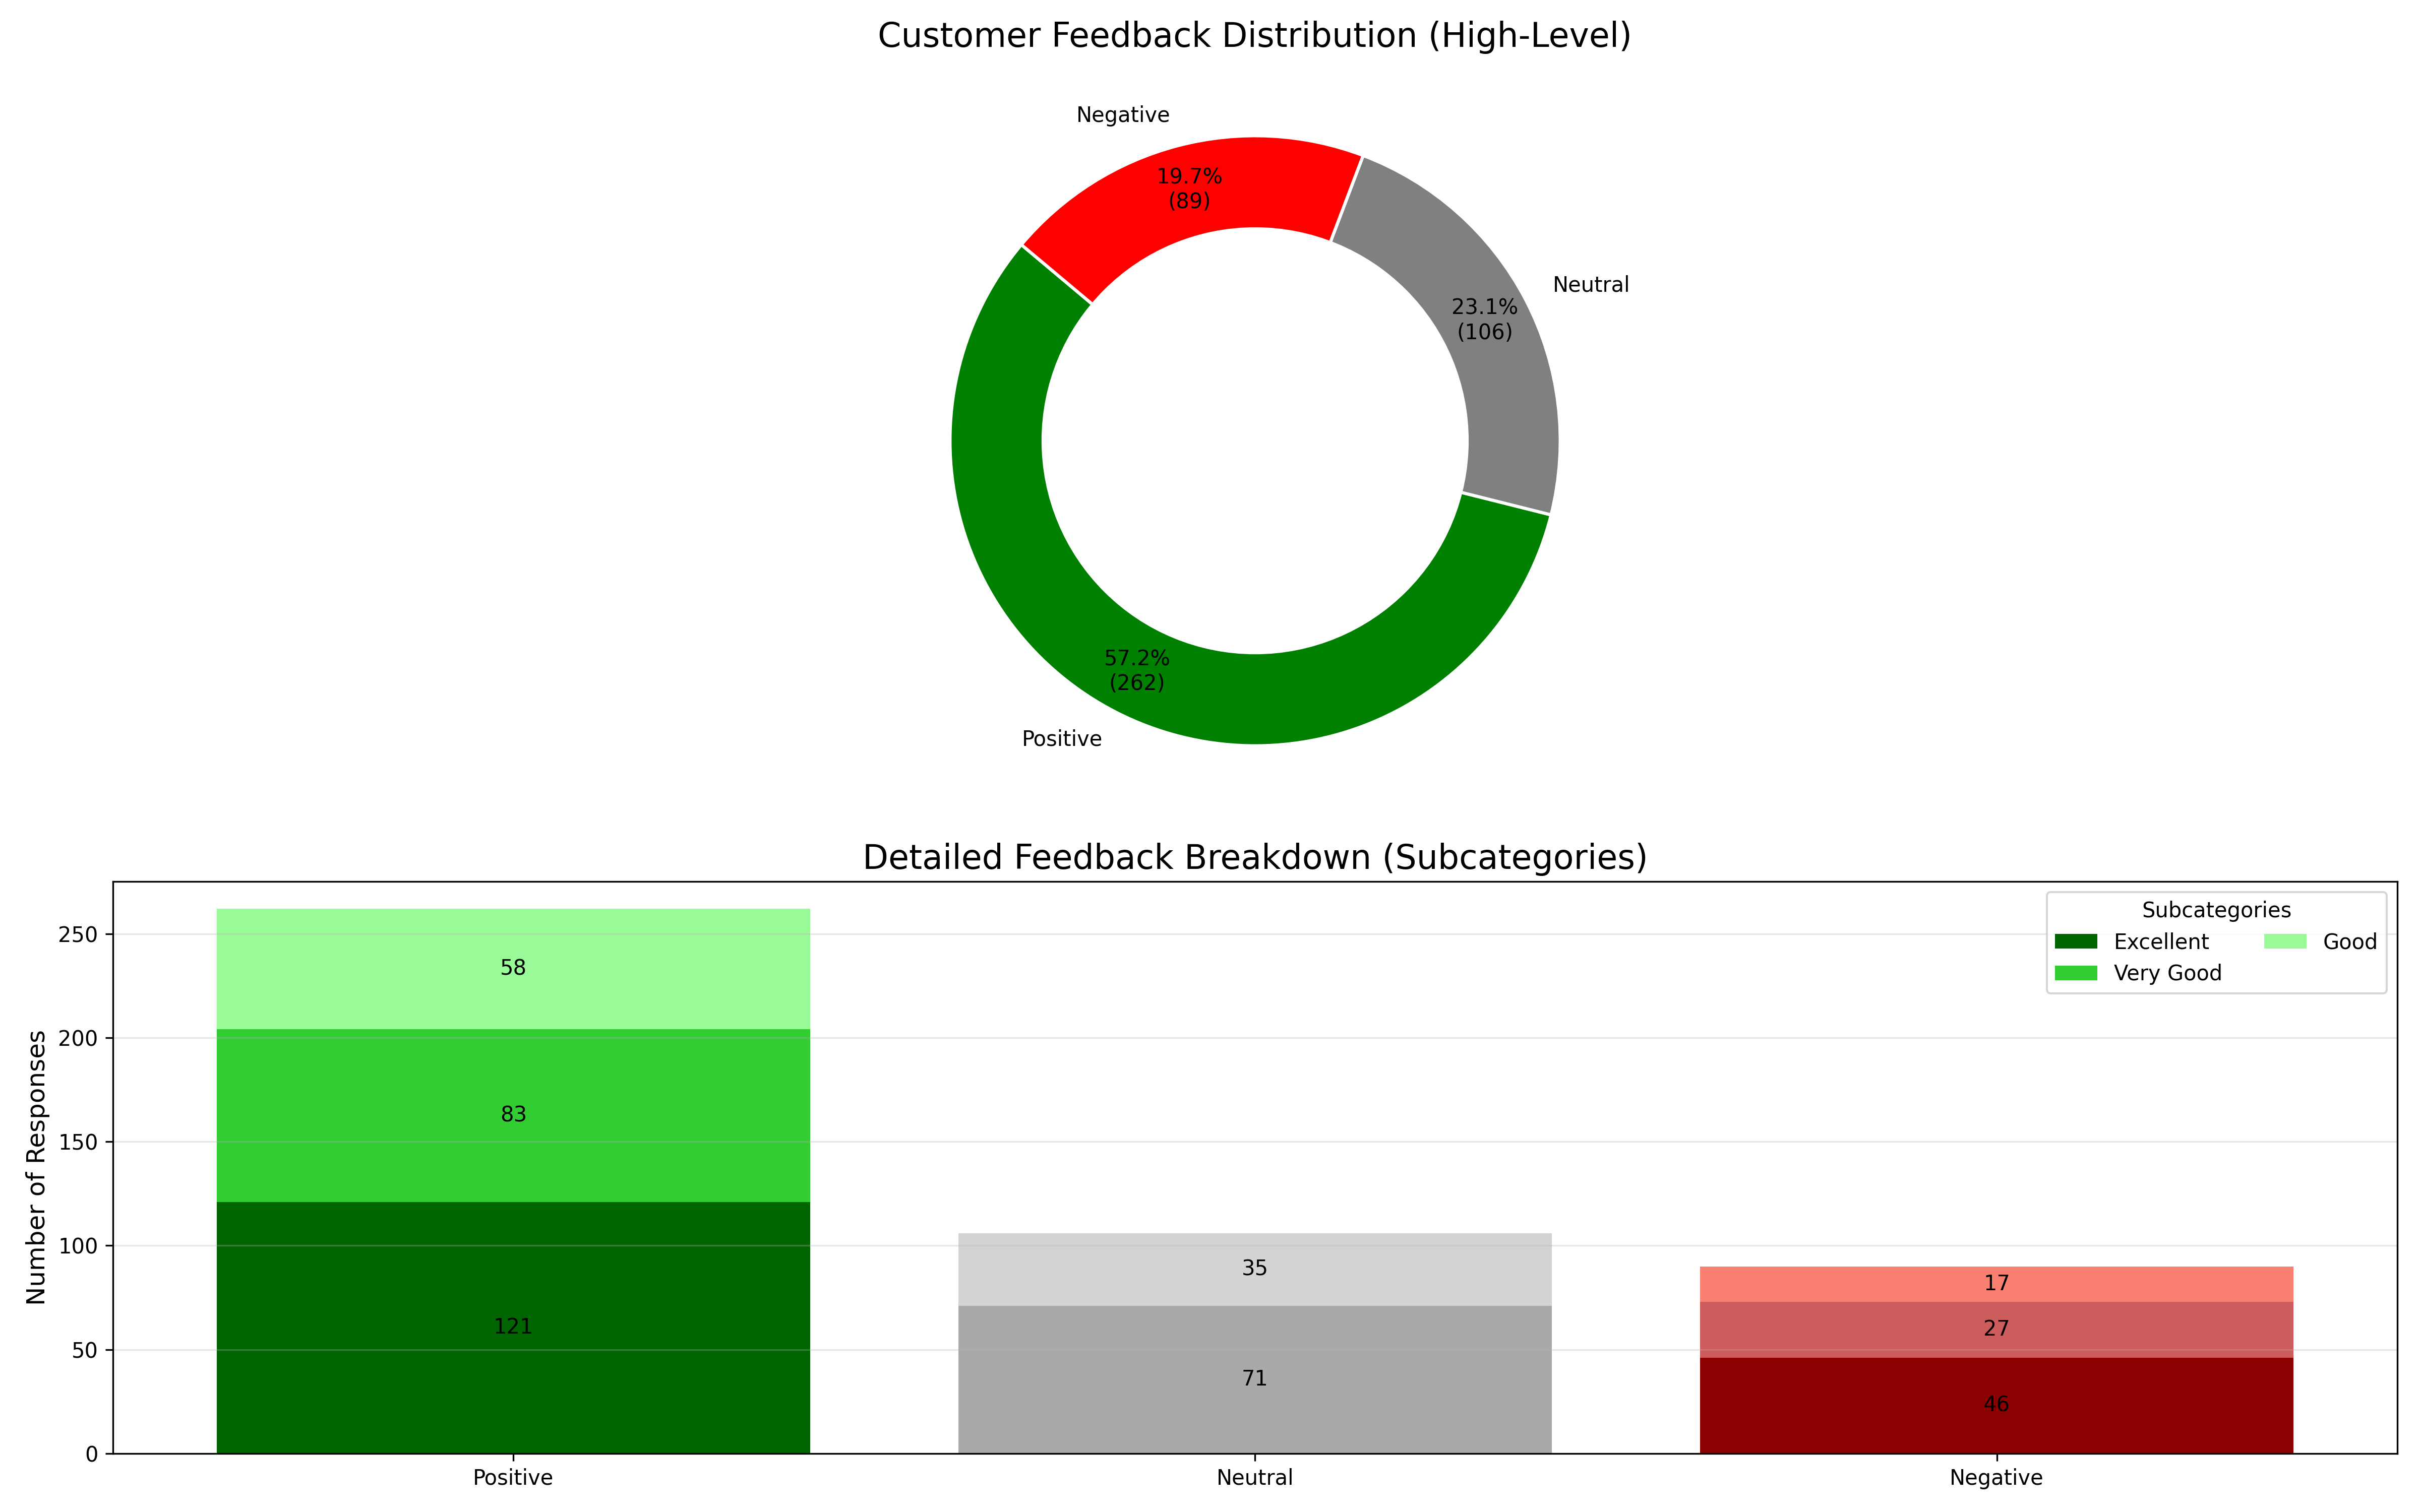 Customer Feedback Distribution (High-Level)
Negative
19.7%
(89)
Neutral
23.1%
(106)
57.2%
(262)
Positive
Detailed Feedback Breakdown (Subcategories)
Number of Responses
250
200
150
100
50
0
58
83
121
35
71
17
27
46
Subcategories
Excellent
Very Good
Good
Positive
Neutral
Negative